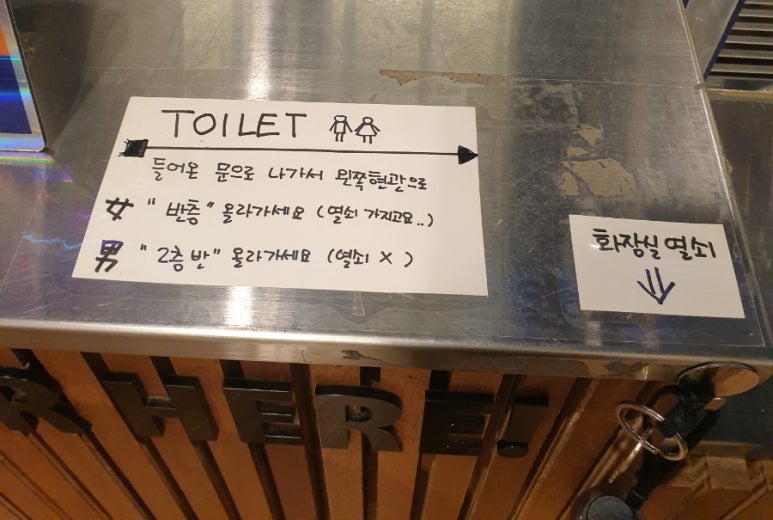 TOILET
들어온 문으로 나가서 왼쪽현관으로
女 "반층" 올라가세요 (열쇠 가지고요..)
男 "2층 반" 올라가세요 (열쇠 X)
화장실 열쇠
R HERE!